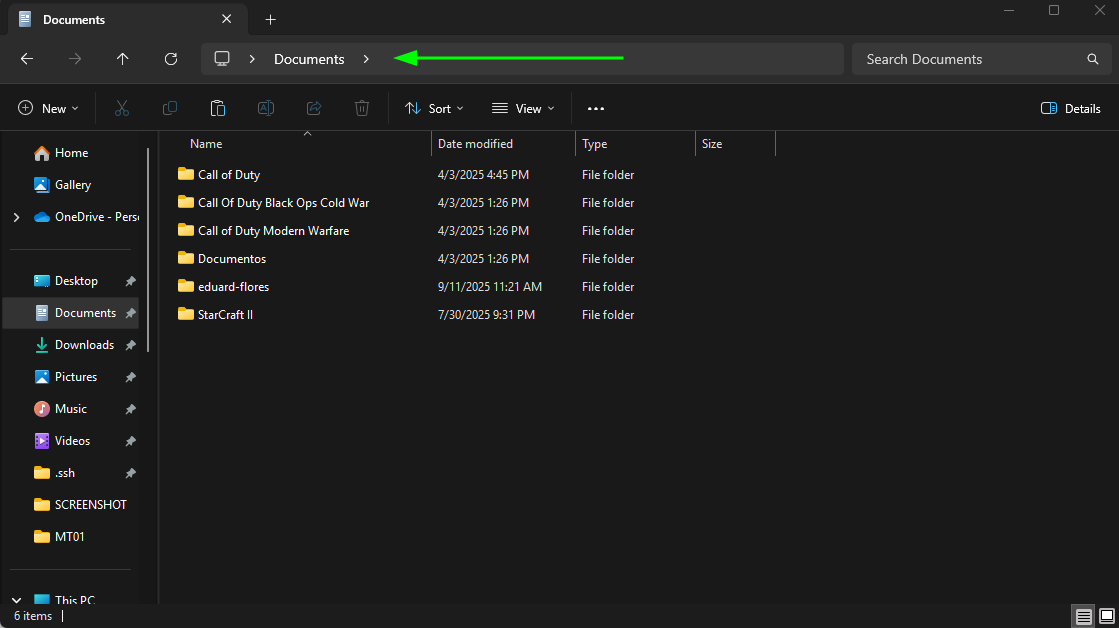 Documents
Documents
Search Documents
New
Sort
View
Details
Name Date modified Type Size
Home
Gallery
OneDrive - Perso
Desktop
Documents
Downloads
Pictures
Music
Videos
.ssh
SCREENSHOT
MT01
This PC
Call of Duty 4/3/2025 4:45 PM File folder
Call Of Duty Black Ops Cold War 4/3/2025 1:26 PM File folder
Call of Duty Modern Warfare 4/3/2025 1:26 PM File folder
Documentos 4/3/2025 1:26 PM File folder
eduard-flores 9/11/2025 11:21 AM File folder
StarCraft II 7/30/2025 9:31 PM File folder
6 items